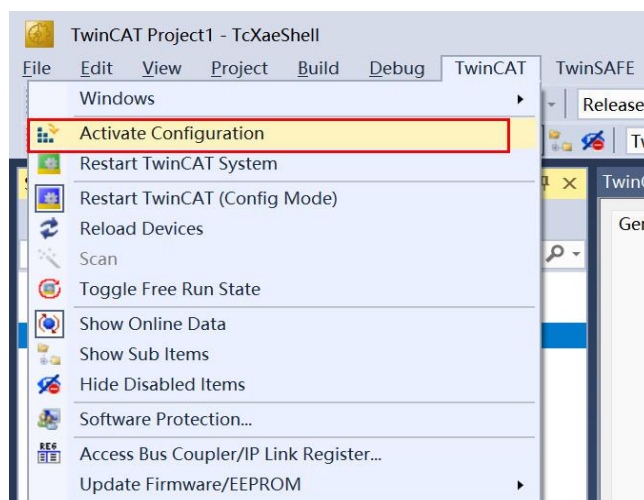 TwinCAT Project1 - TcXaeShell
File Edit View Project Build Debug TwinCAT TwinSAFE
Windows
Release
Activate Configuration
Restart TwinCAT System
Restart TwinCAT (Config Mode)
Reload Devices
Scan
Toggle Free Run State
Show Online Data
Show Sub Items
Hide Disabled Items
Software Protection...
REG
Access Bus Coupler/IP Link Register...
Update Firmware/EEPROM